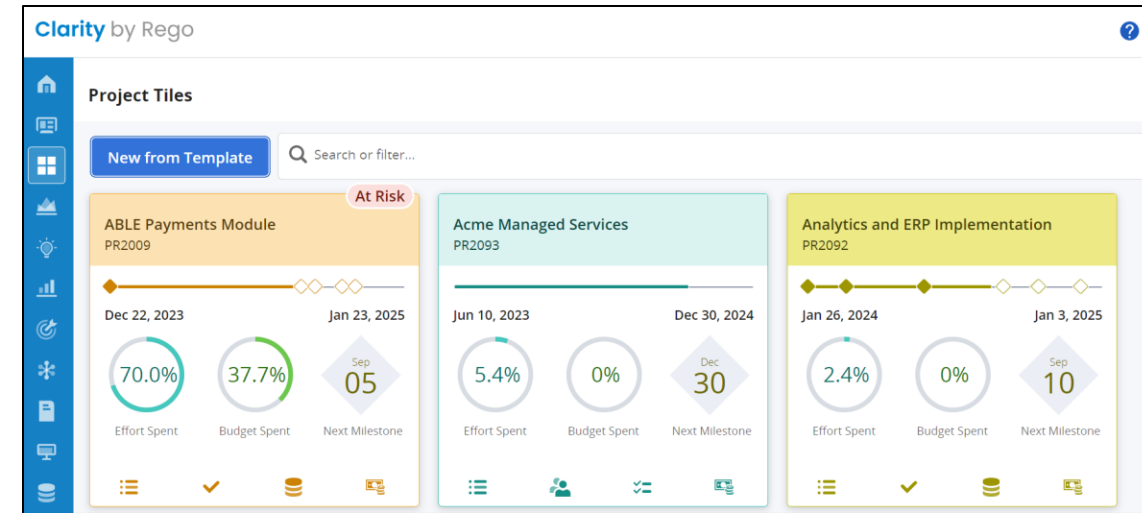 Clarity by Rego
?
Project Tiles
New from Template
Search or filter...
At Risk
ABLE Payments Module
PR2009
Dec 22, 2023
Jan 23, 2025
70.0%
37.7%
Sep
05
Effort Spent
Budget Spent
Next Milestone
Acme Managed Services
PR2093
Jun 10, 2023
Dec 30, 2024
5.4%
0%
Dec
30
Effort Spent
Budget Spent
Next Milestone
Analytics and ERP Implementation
PR2092
Jan 26, 2024
Jan 3, 2025
2.4%
0%
Sep
10
Effort Spent
Budget Spent
Next Milestone